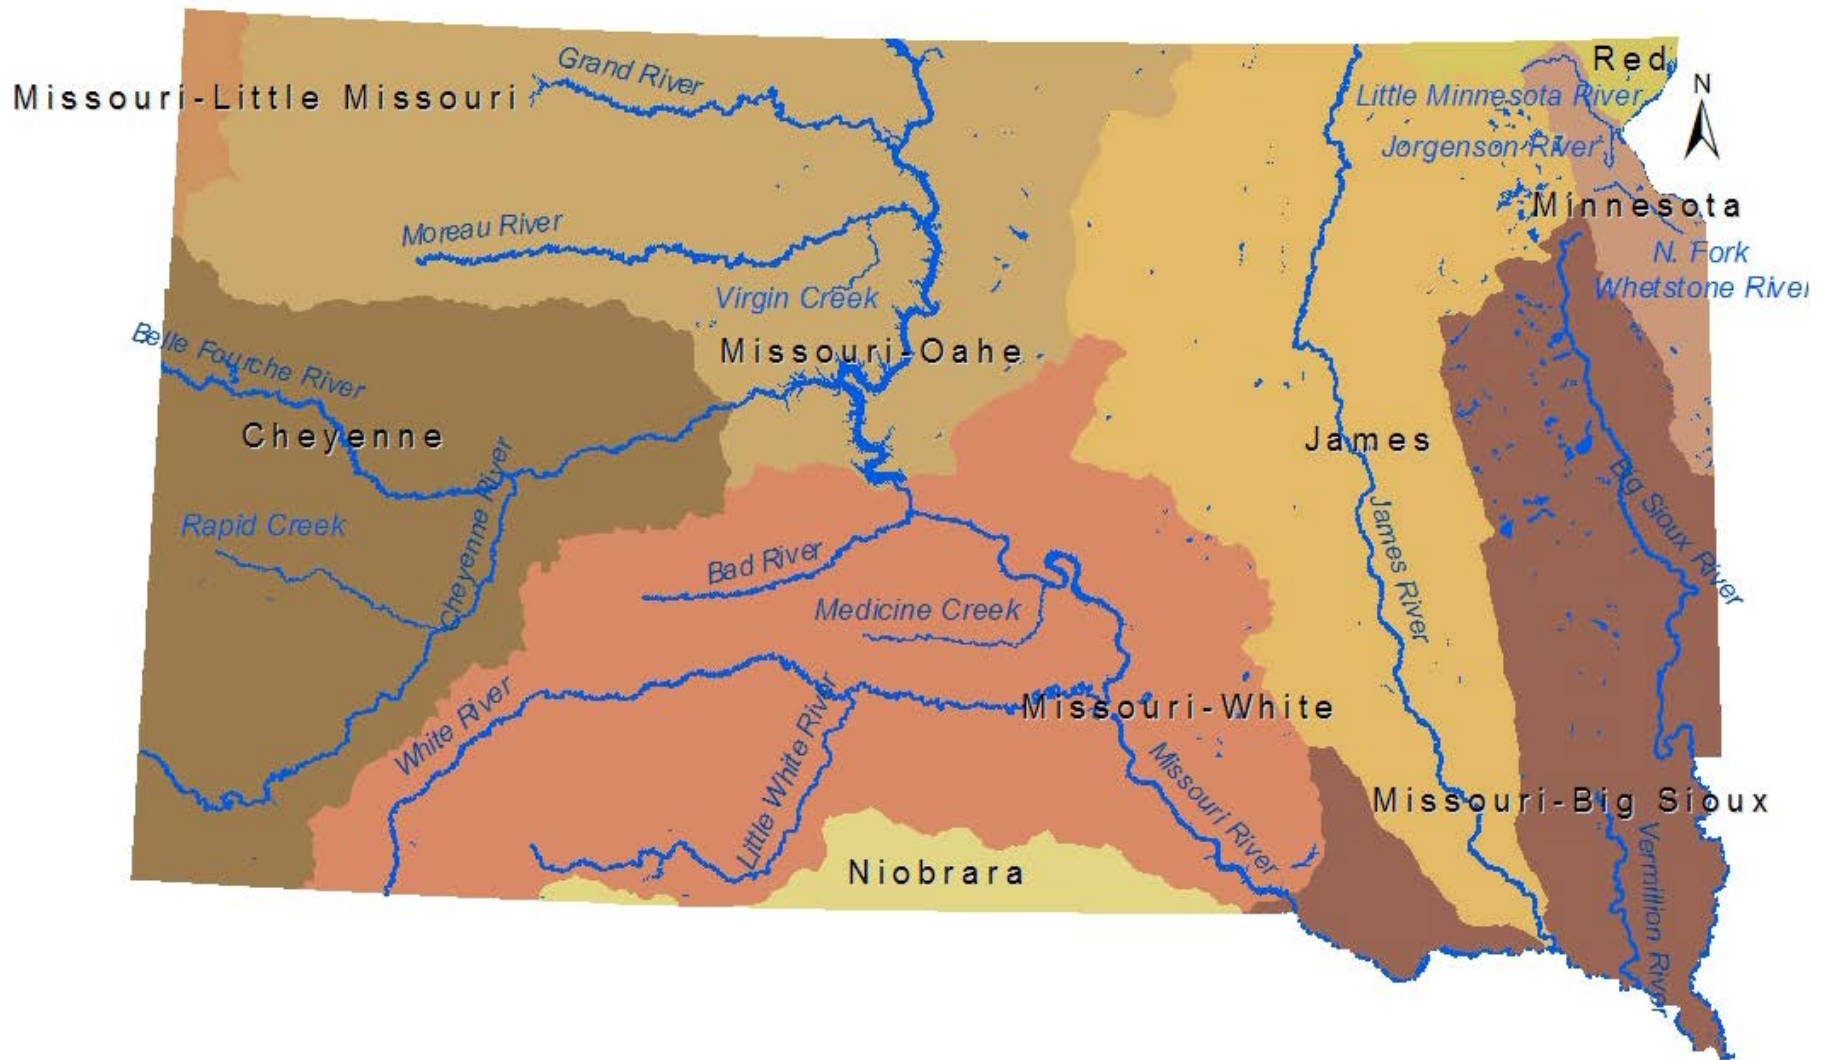 Red
Grand River
Missouri-Little Missouri
N
Little Minnesota River
Jorgenson River
Minnesota
Moreau River
N. Fork
Whetstone River
Virgin Creek
Missouri-Oahe
Belle Fourche River
Cheyenne
James
Cheyenne River
Rapid Creek
Big Sioux River
James River
Bad River
Medicine Creek
White River
Little White River
Missouri-White
Missouri River
Missouri-Big Sioux
Niobrara
Vermillion River